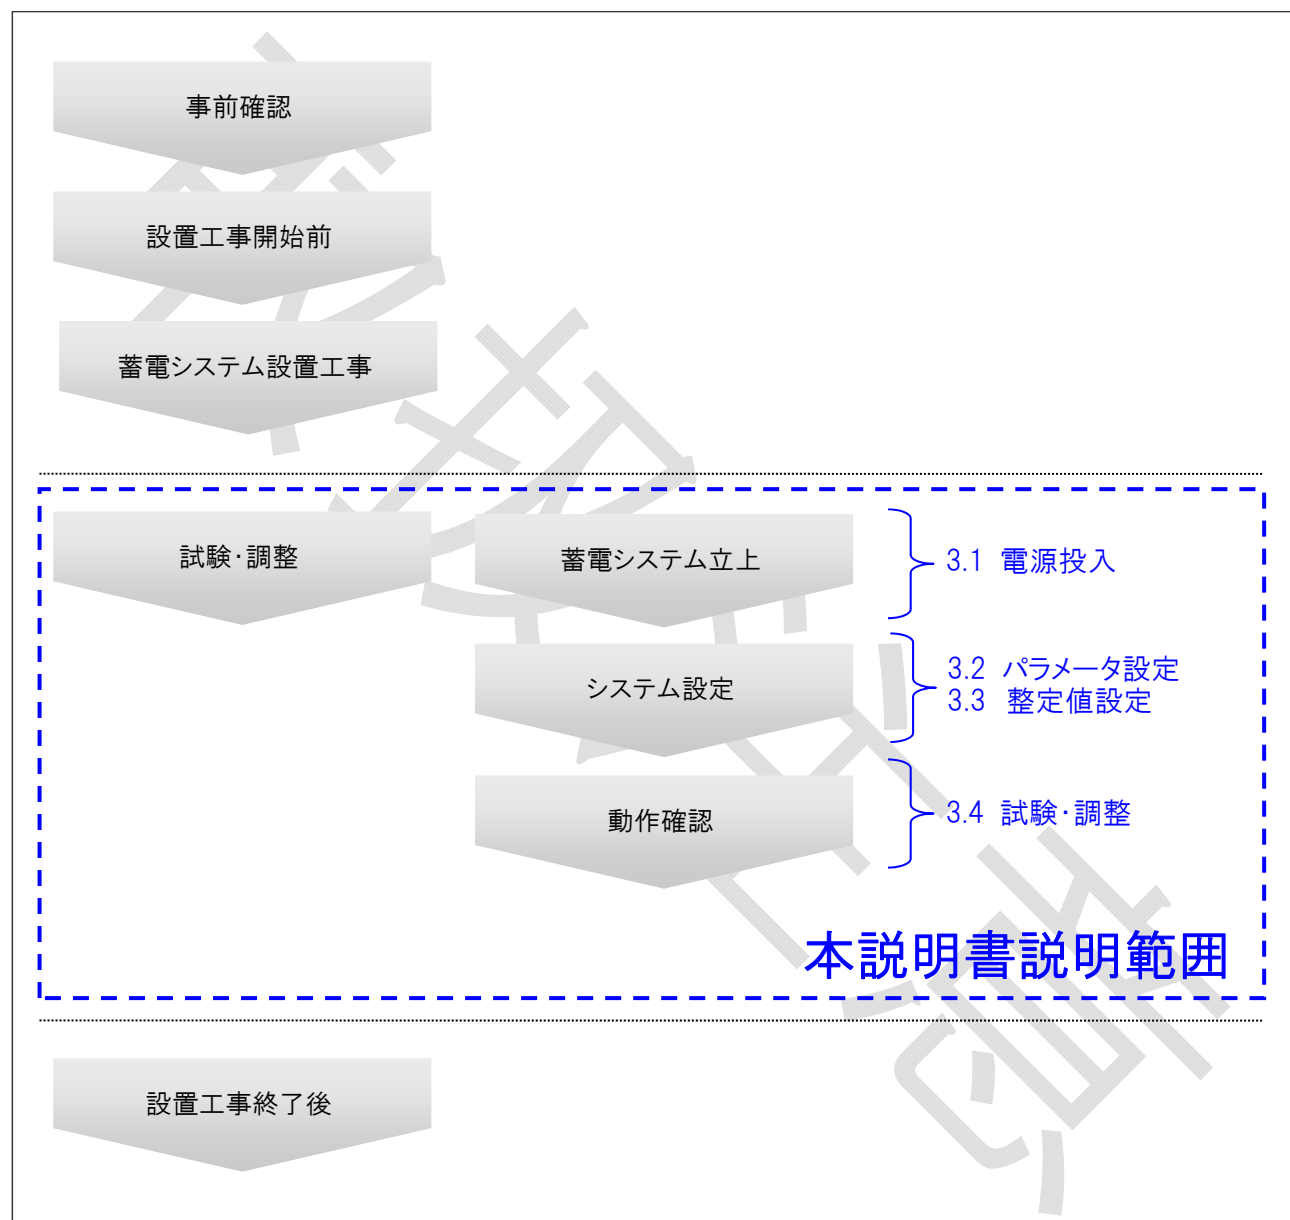 事前確認
設置工事開始前
蓄電システム設置工事
試験・調整
蓄電システム立上
3.1 電源投入
システム設定
3.2 パラメータ設定
3.3 整定値設定
動作確認
3.4 試験・調整
本説明書説明範囲
設置工事終了後